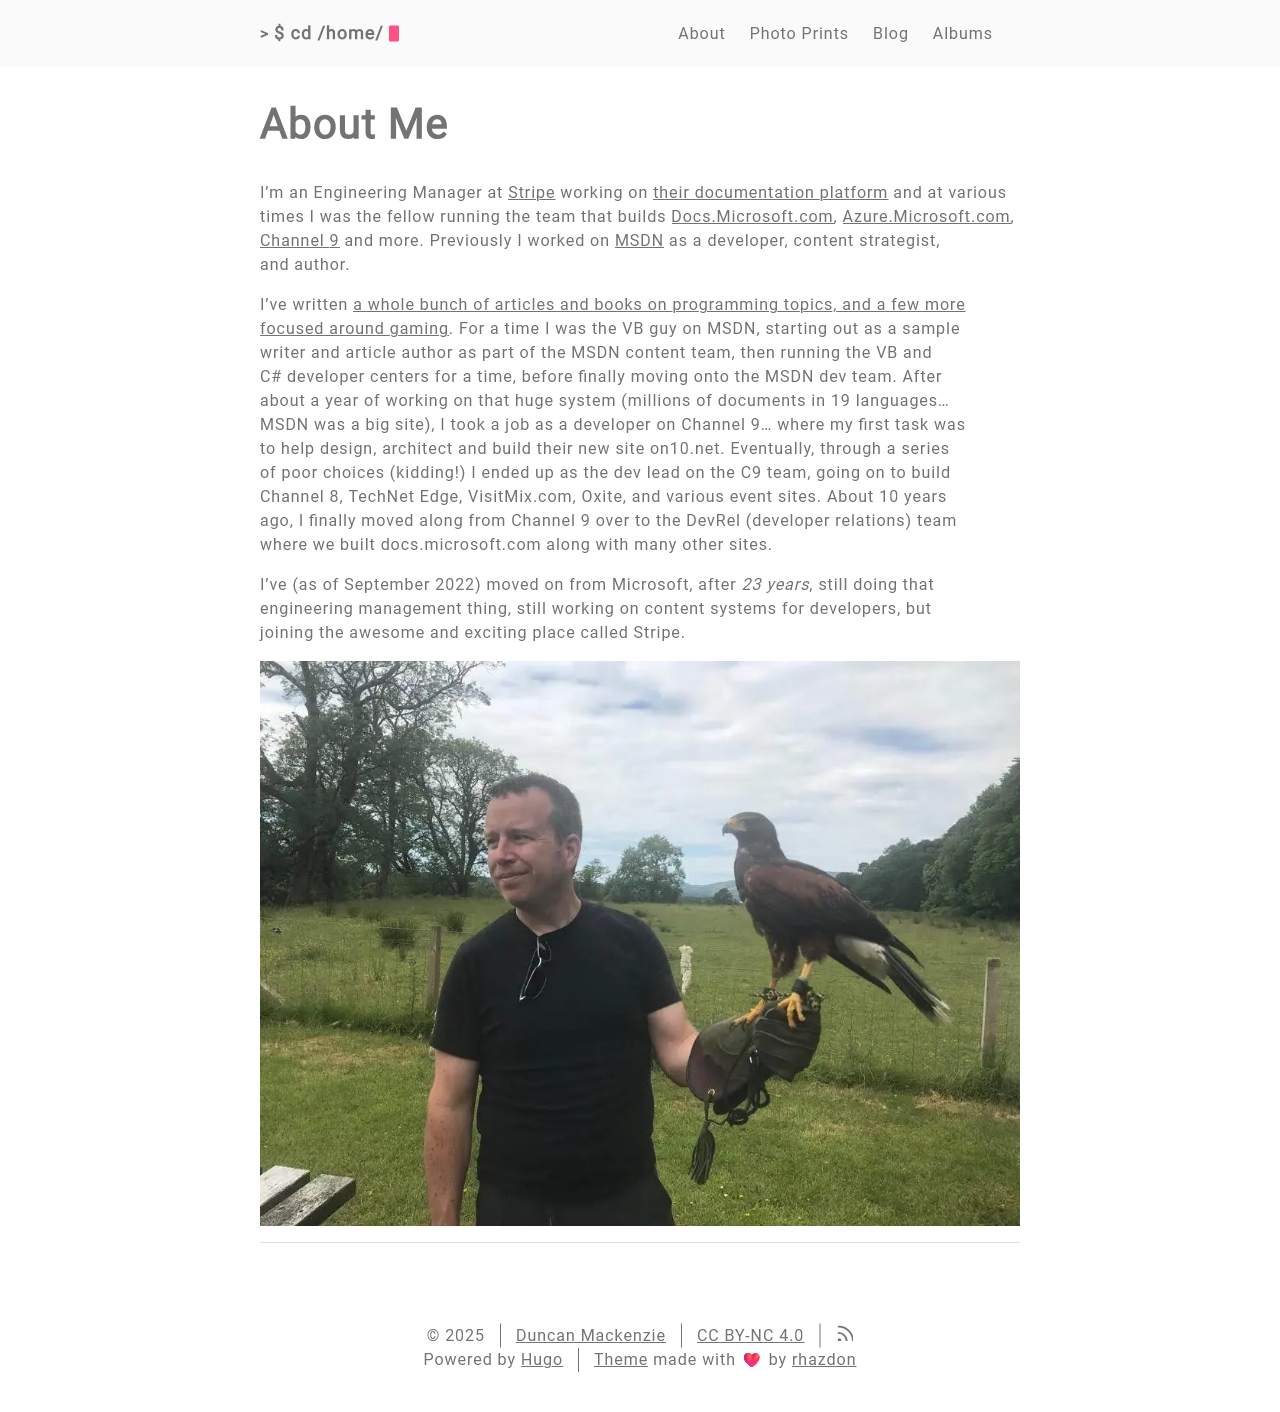 > $ cd /home/
About Photo Prints Blog Albums
About Me
I’m an Engineering Manager at Stripe working on their documentation platform and at various
times I was the fellow running the team that builds Docs.Microsoft.com, Azure.Microsoft.com,
Channel 9 and more. Previously I worked on MSDN as a developer, content strategist,
and author.
I’ve written a whole bunch of articles and books on programming topics, and a few more
focused around gaming. For a time I was the VB guy on MSDN, starting out as a sample
writer and article author as part of the MSDN content team, then running the VB and
C# developer centers for a time, before finally moving onto the MSDN dev team. After
about a year of working on that huge system (millions of documents in 19 languages…
MSDN was a big site), I took a job as a developer on Channel 9… where my first task was
to help design, architect and build their new site on10.net. Eventually, through a series
of poor choices (kidding!) I ended up as the dev lead on the C9 team, going on to build
Channel 8, TechNet Edge, VisitMix.com, Oxite, and various event sites. About 10 years
ago, I finally moved along from Channel 9 over to the DevRel (developer relations) team
where we built docs.microsoft.com along with many other sites.
I’ve (as of September 2022) moved on from Microsoft, after 23 years, still doing that
engineering management thing, still working on content systems for developers, but
joining the awesome and exciting place called Stripe.
© 2025 | Duncan Mackenzie | CC BY-NC 4.0 |
Powered by Hugo | Theme made with ❤ by rhazdon